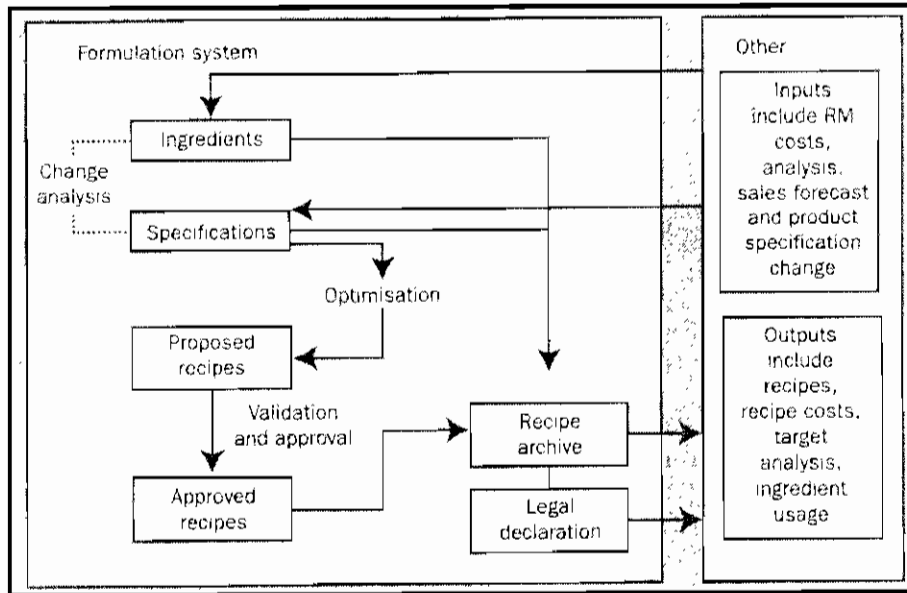 Formulation system
Ingredients
Change
analysis
Specifications
Optimisation
Proposed
recipes
Validation
and approval
Approved
recipes
Recipe
archive
Legal
declaration
Other
Inputs
include RM
costs,
analysis,
sales forecast
and product
specification
change
Outputs
include
recipes,
recipe costs,
target
analysis,
ingredient
usage